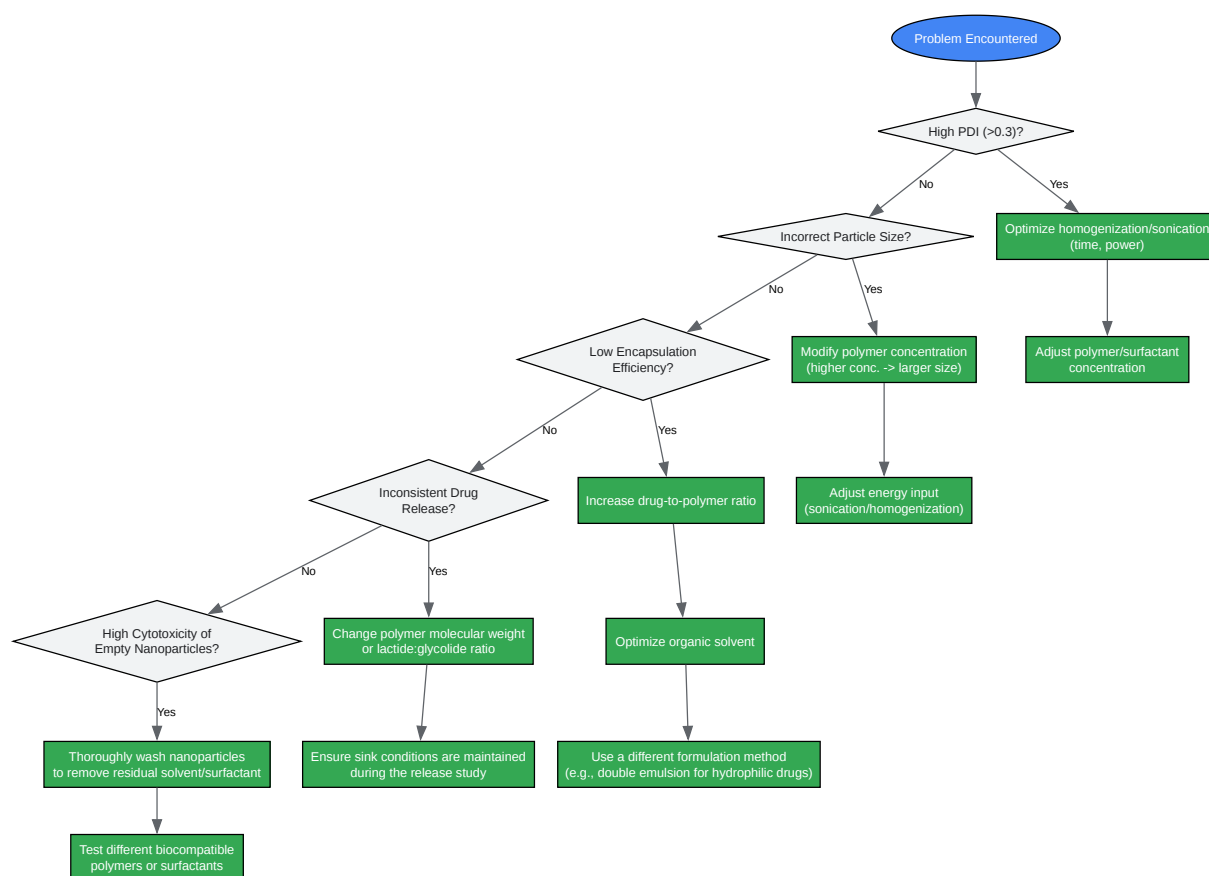 Problem Encountered
High PDI (>0.3)?
No
Yes
Incorrect Particle Size?
Optimize homogenization/sonication
(time, power)
No
Yes
Low Encapsulation
Efficiency?
Modify polymer concentration
(higher conc. -> larger size)
Adjust polymer/surfactant
concentration
No
Yes
Inconsistent Drug
Release?
Increase drug-to-polymer ratio
Adjust energy input
(sonication/homogenization)
No
Yes
High Cytotoxicity of
Empty Nanoparticles?
Change polymer molecular weight
or lactide:glycolide ratio
Optimize organic solvent
Yes
Thoroughly wash nanoparticles
to remove residual solvent/surfactant
Ensure sink conditions are maintained
during the release study
Use a different formulation method
(e.g., double emulsion for hydrophilic drugs)
Test different biocompatible
polymers or surfactants